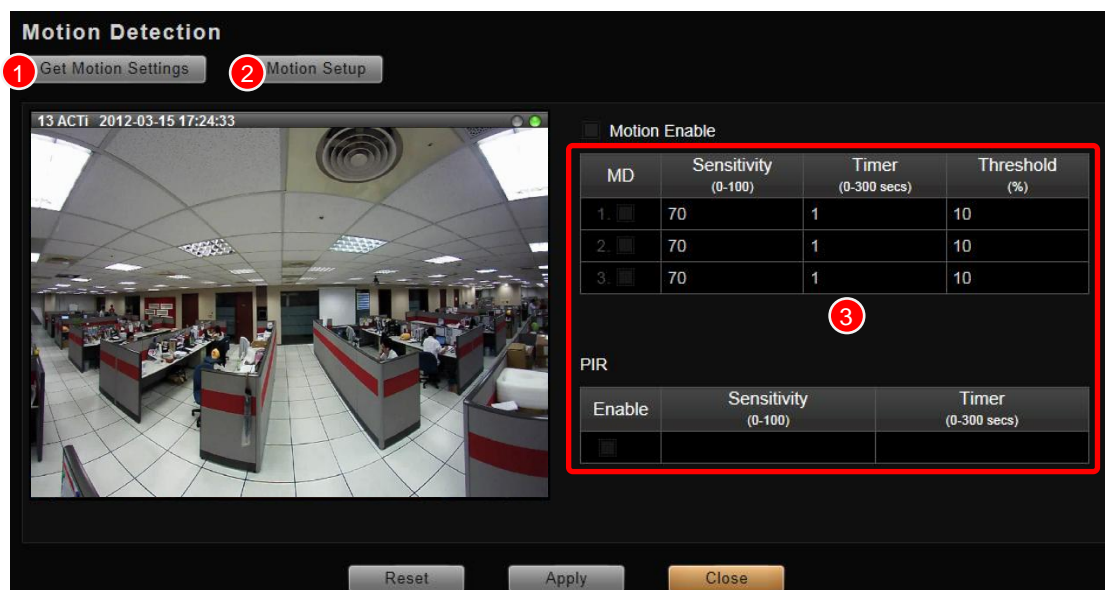 Motion Detection
1 Get Motion Settings 2 Motion Setup
13 ACTi 2012-03-15 17:24:33
Motion Enable
MD Sensitivity (0-100) Timer (0-300 secs) Threshold (%)
1. 70 1 10
2. 70 1 10
3. 70 1 10
3
PIR
Enable Sensitivity (0-100) Timer (0-300 secs)
Reset Apply Close